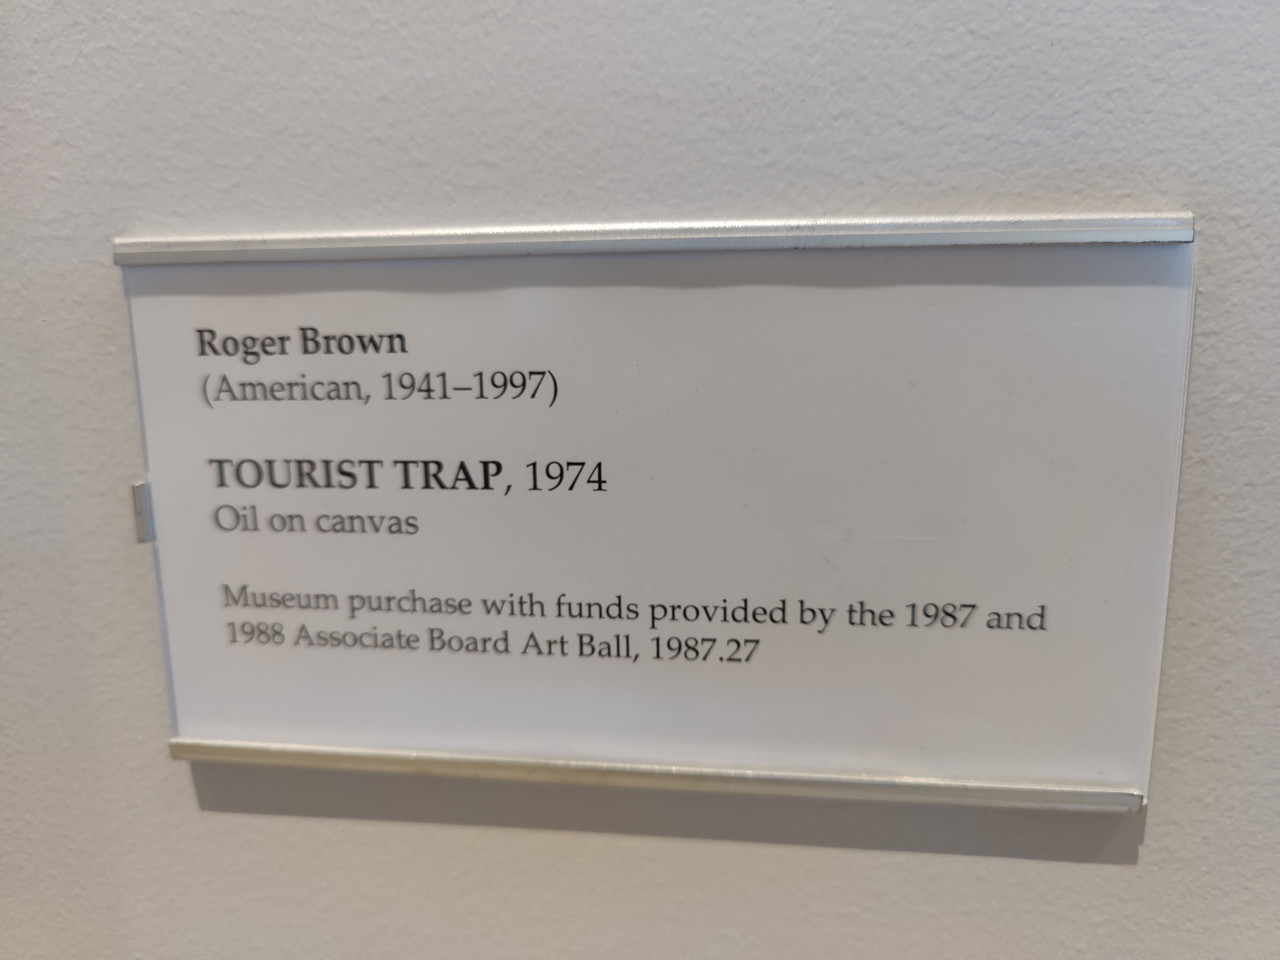 Roger Brown
(American, 1941–1997)
TOURIST TRAP, 1974
Oil on canvas
Museum purchase with funds provided by the 1987 and
1988 Associate Board Art Ball, 1987.27